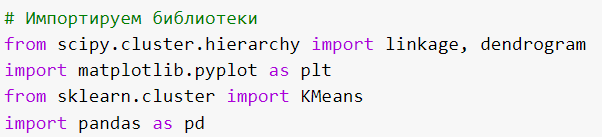 # Импортируем библиотеки
from scipy.cluster.hierarchy import linkage, dendrogram
import matplotlib.pyplot as plt
from sklearn.cluster import KMeans
import pandas as pd